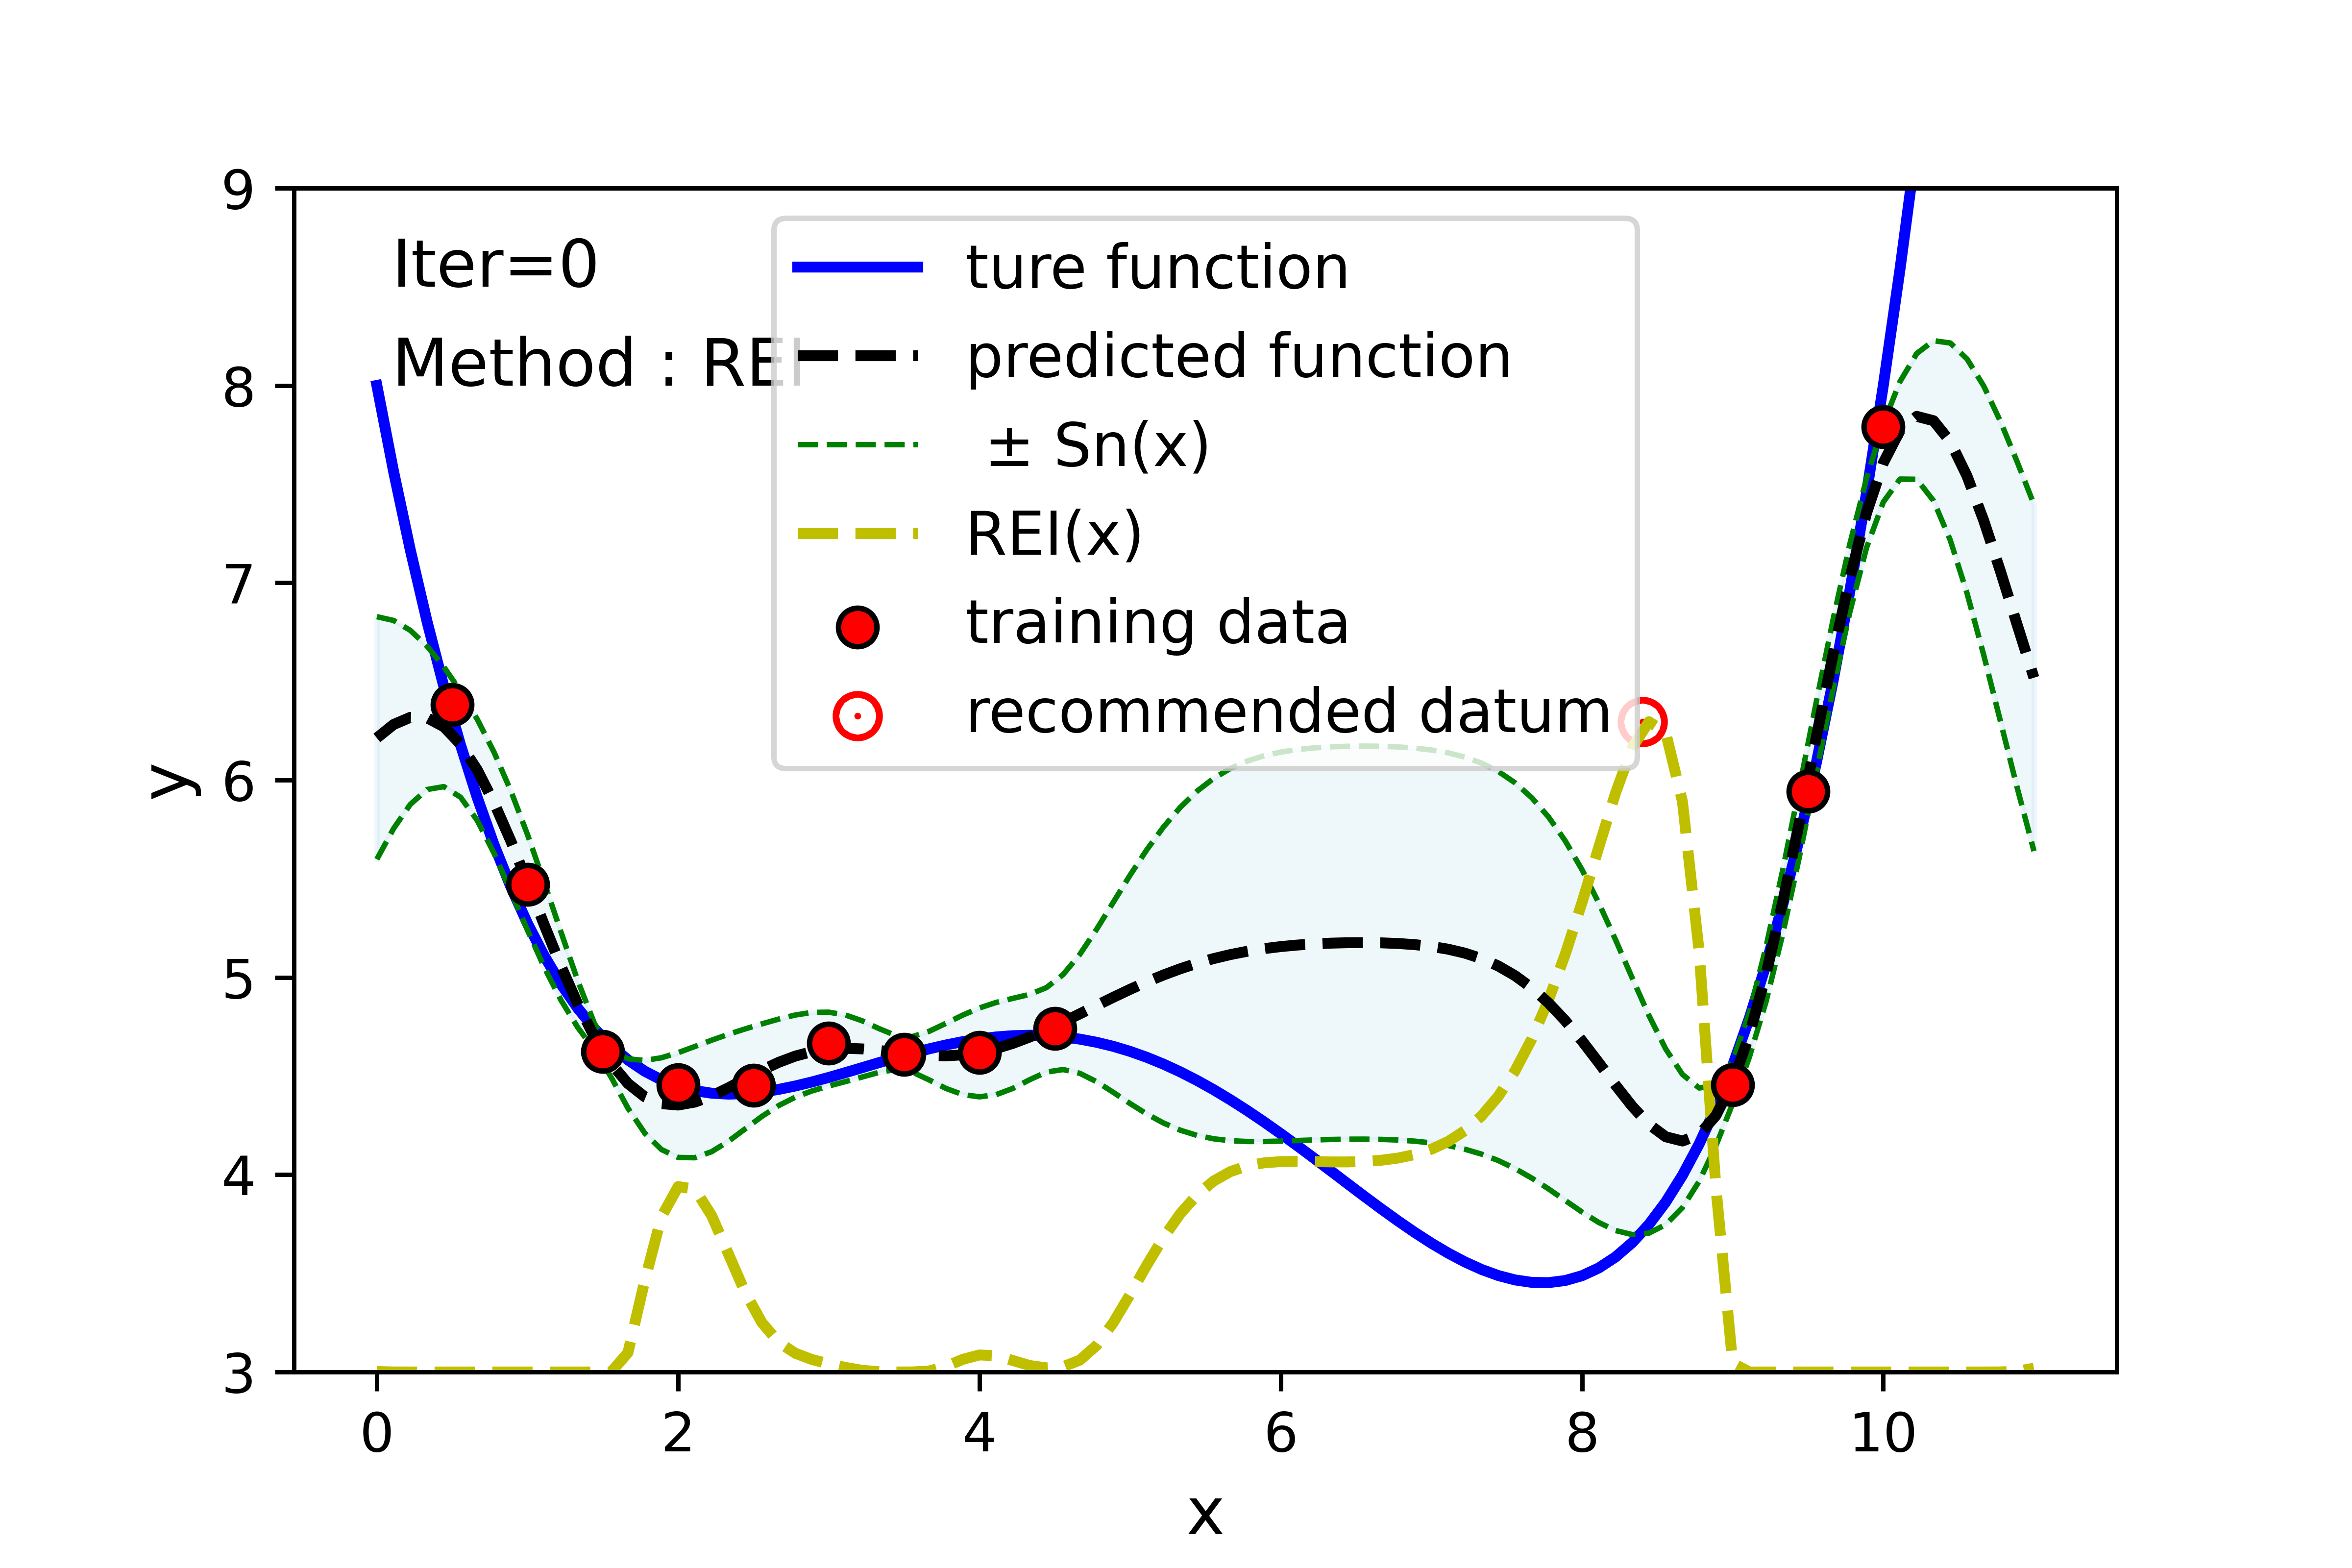 Iter=0
Method : REI
ture function
predicted function
± Sn(x)
REI(x)
training data
recommended datum
9
8
7
6
5
4
3
y
0 2 4 6 8 10
x